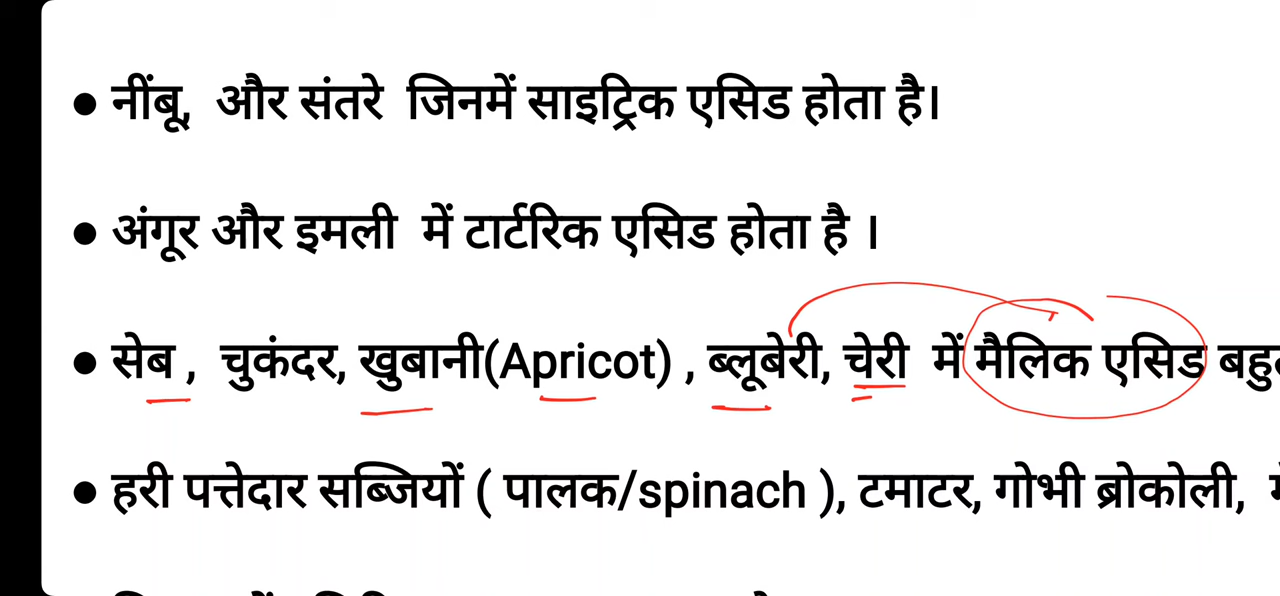 ● नींबू, और संतरे जिनमें साइट्रिक एसिड होता है।
● अंगूर और इमली में टार्टरिक एसिड होता है ।
● सेब , चुकंदर, खुबानी(Apricot) , ब्लूबेरी, चेरी में मैलिक एसिड
● हरी पत्तेदार सब्जियों ( पालक/spinach ), टमाटर, गोभी ब्रोकोली,